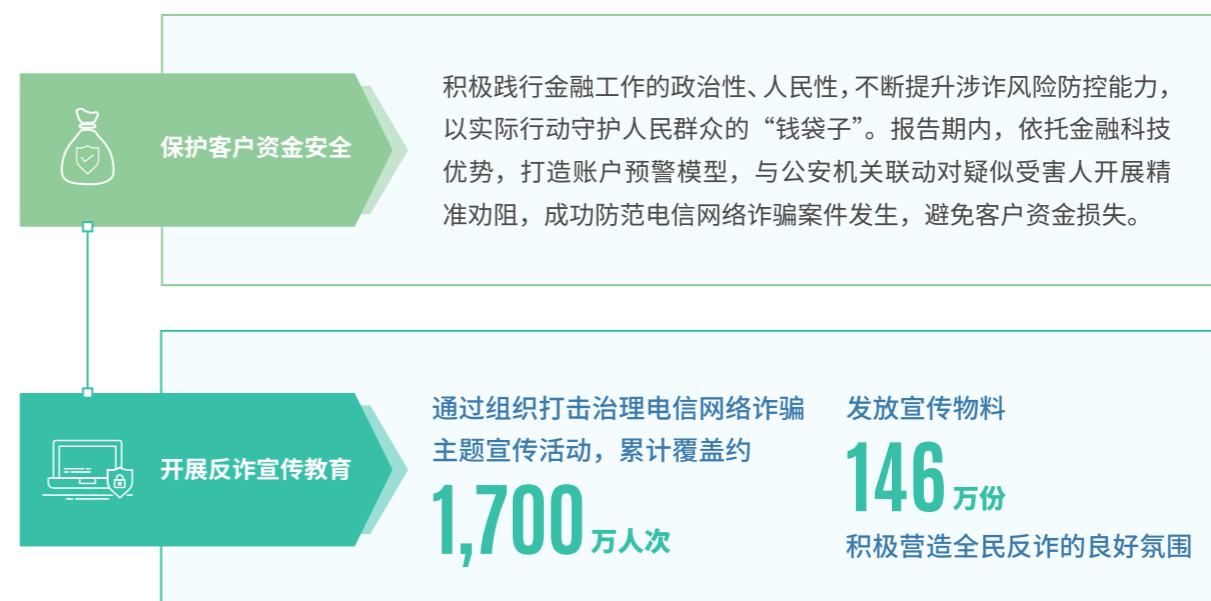 保护客户资金安全
积极践行金融工作的政治性、人民性，不断提升涉诈风险防控能力，
以实际行动守护人民群众的“钱袋子”。报告期内，依托金融科技
优势，打造账户预警模型，与公安机关联动对疑似受害人开展精
准劝阻，成功防范电信网络诈骗案件发生，避免客户资金损失。
开展反诈宣传教育
通过组织打击治理电信网络诈骗
主题宣传活动，累计覆盖约
1,700万人次
发放宣传物料
146万份
积极营造全民反诈的良好氛围